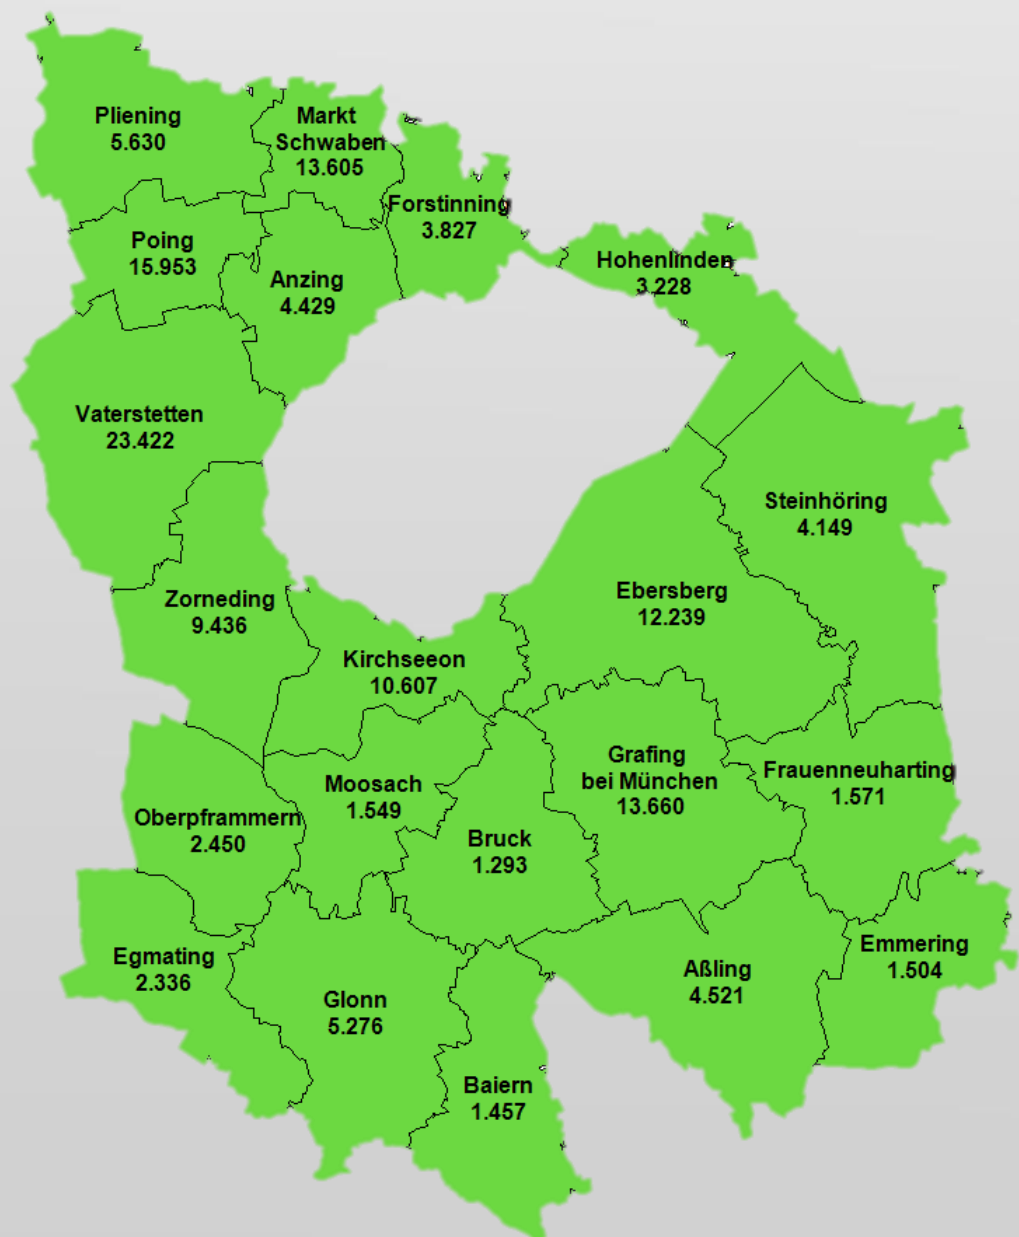 Pliening
5.630
Markt
Schwaben
13.605
Forstinning
3.827
Poing
15.953
Anzing
4.429
Hohenlinden
3.228
Vaterstetten
23.422
Steinhöring
4.149
Zorneding
9.436
Ebersberg
12.239
Kirchseeon
10.607
Grafing
bei München
13.660
Frauenneuharting
1.571
Moosach
1.549
Oberpframmern
2.450
Bruck
1.293
Egmating
2.336
Emmering
1.504
Aßling
4.521
Glonn
5.276
Baiern
1.457